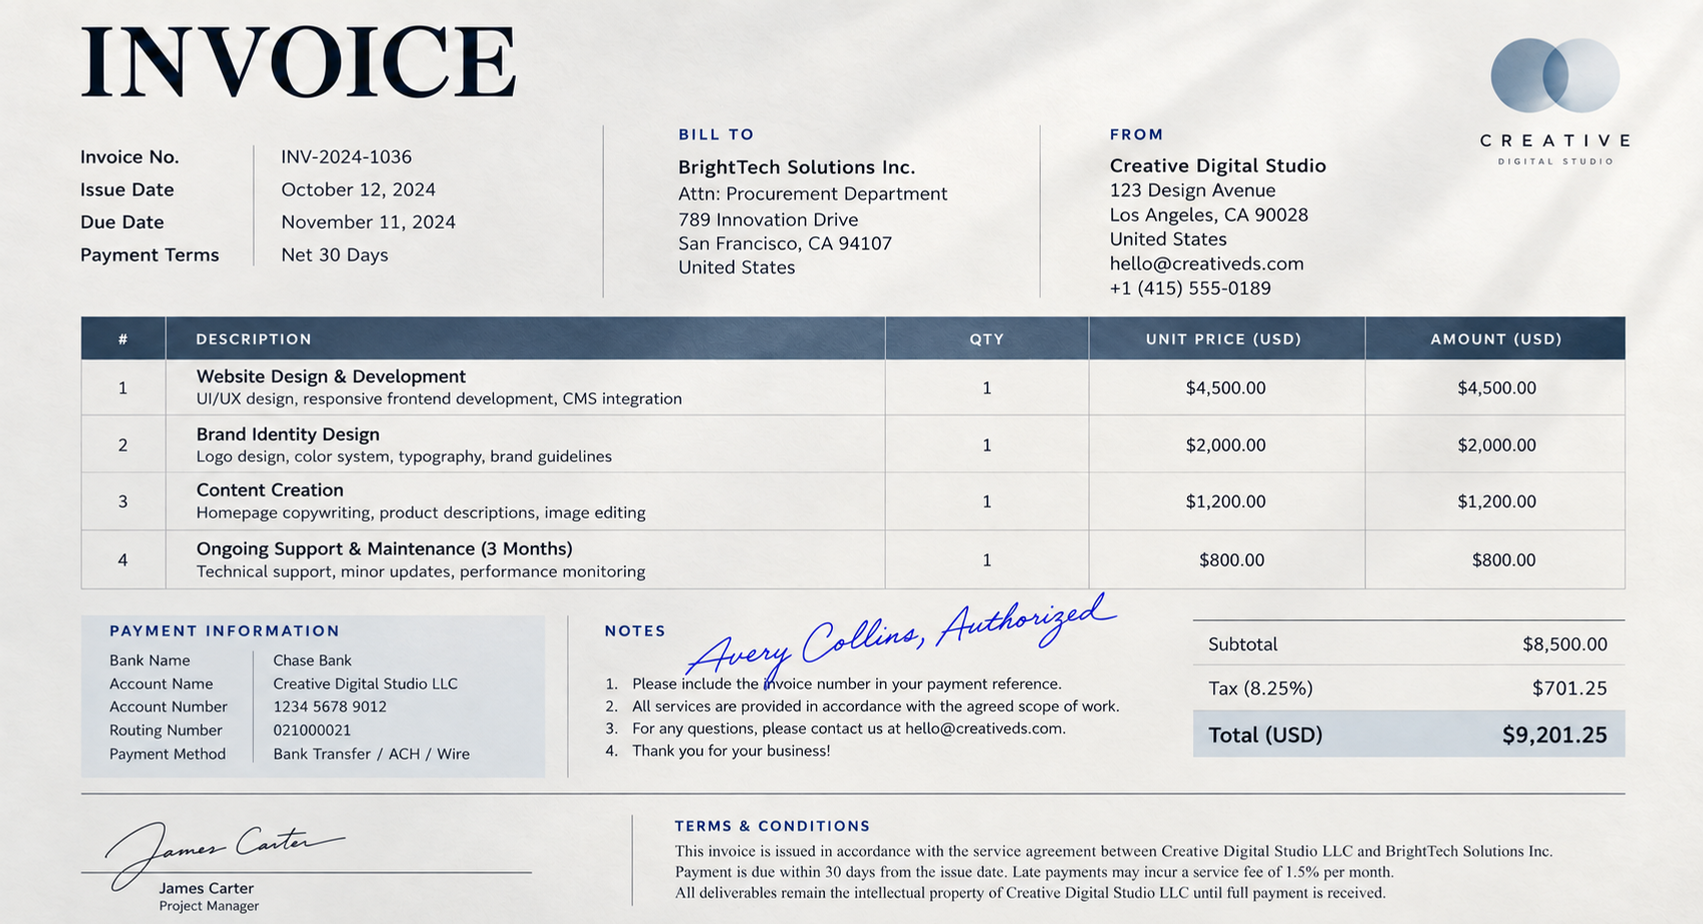 INVOICE
CREATIVE
DIGITAL STUDIO
Invoice No. INV-2024-1036
Issue Date October 12, 2024
Due Date November 11, 2024
Payment Terms Net 30 Days
BILL TO
BrightTech Solutions Inc.
Attn: Procurement Department
789 Innovation Drive
San Francisco, CA 94107
United States
FROM
Creative Digital Studio
123 Design Avenue
Los Angeles, CA 90028
United States
hello@creativeds.com
+1 (415) 555-0189
# DESCRIPTION QTY UNIT PRICE (USD) AMOUNT (USD)
1 Website Design & Development 1 $4,500.00 $4,500.00
UI/UX design, responsive frontend development, CMS integration
2 Brand Identity Design 1 $2,000.00 $2,000.00
Logo design, color system, typography, brand guidelines
3 Content Creation 1 $1,200.00 $1,200.00
Homepage copywriting, product descriptions, image editing
4 Ongoing Support & Maintenance (3 Months) 1 $800.00 $800.00
Technical support, minor updates, performance monitoring
PAYMENT INFORMATION
Bank Name Chase Bank
Account Name Creative Digital Studio LLC
Account Number 1234 5678 9012
Routing Number 021000021
Payment Method Bank Transfer / ACH / Wire
NOTES
Avery Collins, Authorized
1. Please include the invoice number in your payment reference.
2. All services are provided in accordance with the agreed scope of work.
3. For any questions, please contact us at hello@creativeds.com.
4. Thank you for your business!
Subtotal $8,500.00
Tax (8.25%) $701.25
Total (USD) $9,201.25
James Carter
James Carter
Project Manager
TERMS & CONDITIONS
This invoice is issued in accordance with the service agreement between Creative Digital Studio LLC and BrightTech Solutions Inc.
Payment is due within 30 days from the issue date. Late payments may incur a service fee of 1.5% per month.
All deliverables remain the intellectual property of Creative Digital Studio LLC until full payment is received.